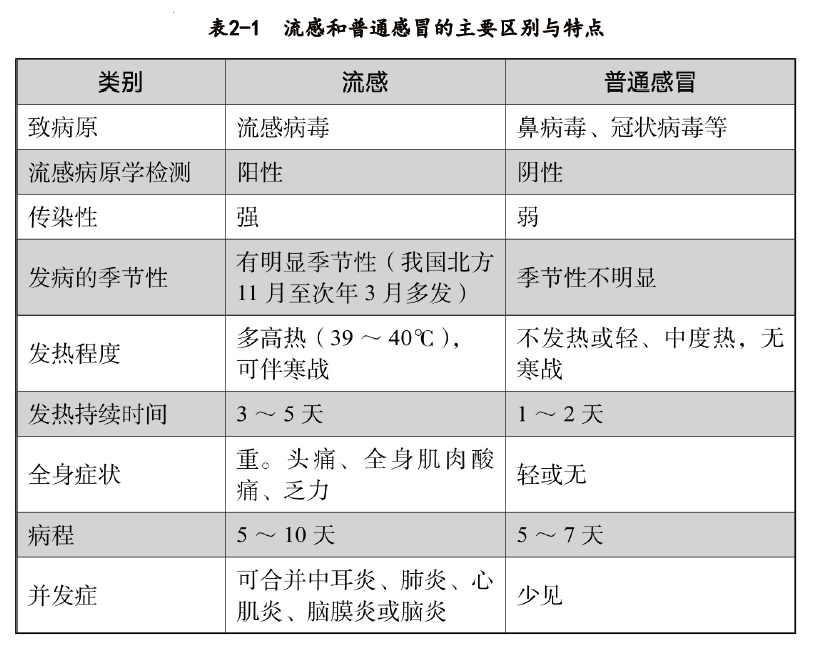 表2-1 流感和普通感冒的主要区别与特点
类别 流感 普通感冒
致病原 流感病毒 鼻病毒、冠状病毒等
流感病原学检测 阳性 阴性
传染性 强 弱
发病的季节性 有明显季节性（我国北方 季节性不明显
11 月至次年 3 月多发）
发热程度 多高热（39 ～ 40℃）， 不发热或轻、中度热，无
可伴寒战 寒战
发热持续时间 3 ～ 5 天 1 ～ 2 天
全身症状 重。头痛、全身肌肉酸 轻或无
痛、乏力
病程 5 ～ 10 天 5 ～ 7 天
并发症 可合并中耳炎、肺炎、心 少见
肌炎、脑膜炎或脑炎